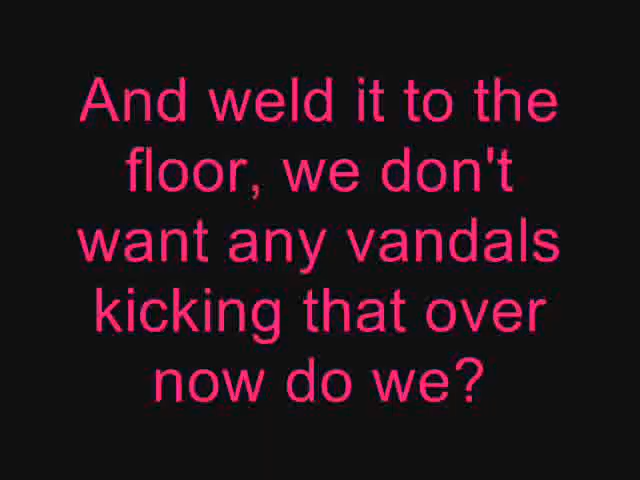 And weld it to the
floor, we don't
want any vandals
kicking that over
now do we?